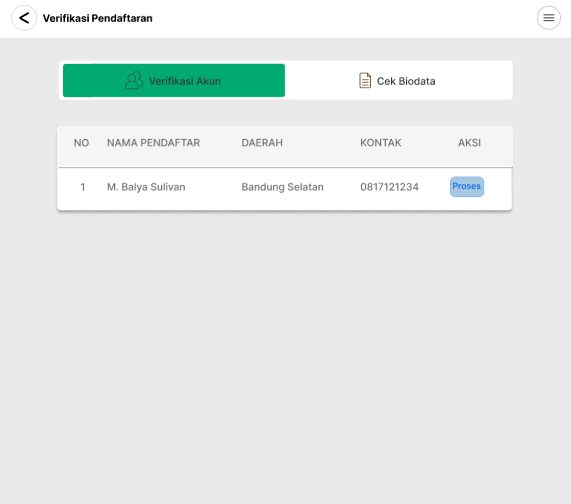 Verifikasi Pendaftaran
Verifikasi Akun
Cek Biodata
NO NAMA PENDAFTAR DAERAH KONTAK AKSI
1 M. Balya Sulivan Bandung Selatan 0817121234 Proses